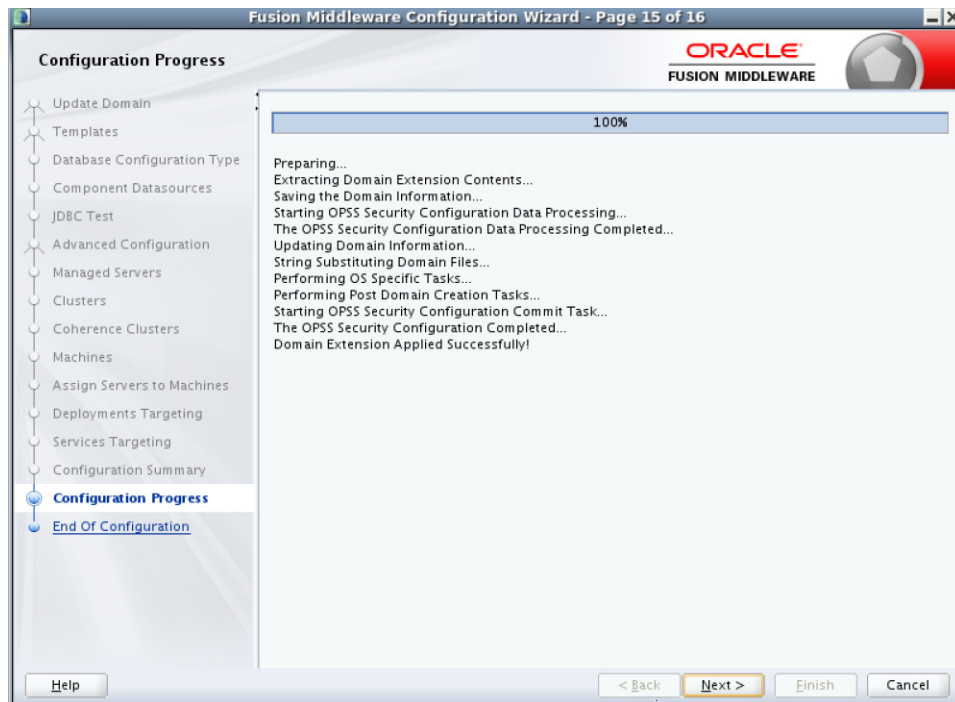 Fusion Middleware Configuration Wizard - Page 15 of 16
Configuration Progress
ORACLE
FUSION MIDDLEWARE
Update Domain
Templates
Database Configuration Type
Component Datasources
JDBC Test
Advanced Configuration
Managed Servers
Clusters
Coherence Clusters
Machines
Assign Servers to Machines
Deployments Targeting
Services Targeting
Configuration Summary
Configuration Progress
End Of Configuration
100%
Preparing...
Extracting Domain Extension Contents...
Saving the Domain Information...
Starting OPSS Security Configuration Data Processing...
The OPSS Security Configuration Data Processing Completed...
Updating Domain Information...
String Substituting Domain Files...
Performing OS Specific Tasks...
Performing Post Domain Creation Tasks...
Starting OPSS Security Configuration Commit Task...
The OPSS Security Configuration Completed...
Domain Extension Applied Successfully!
Help
< Back
Next >
Finish
Cancel